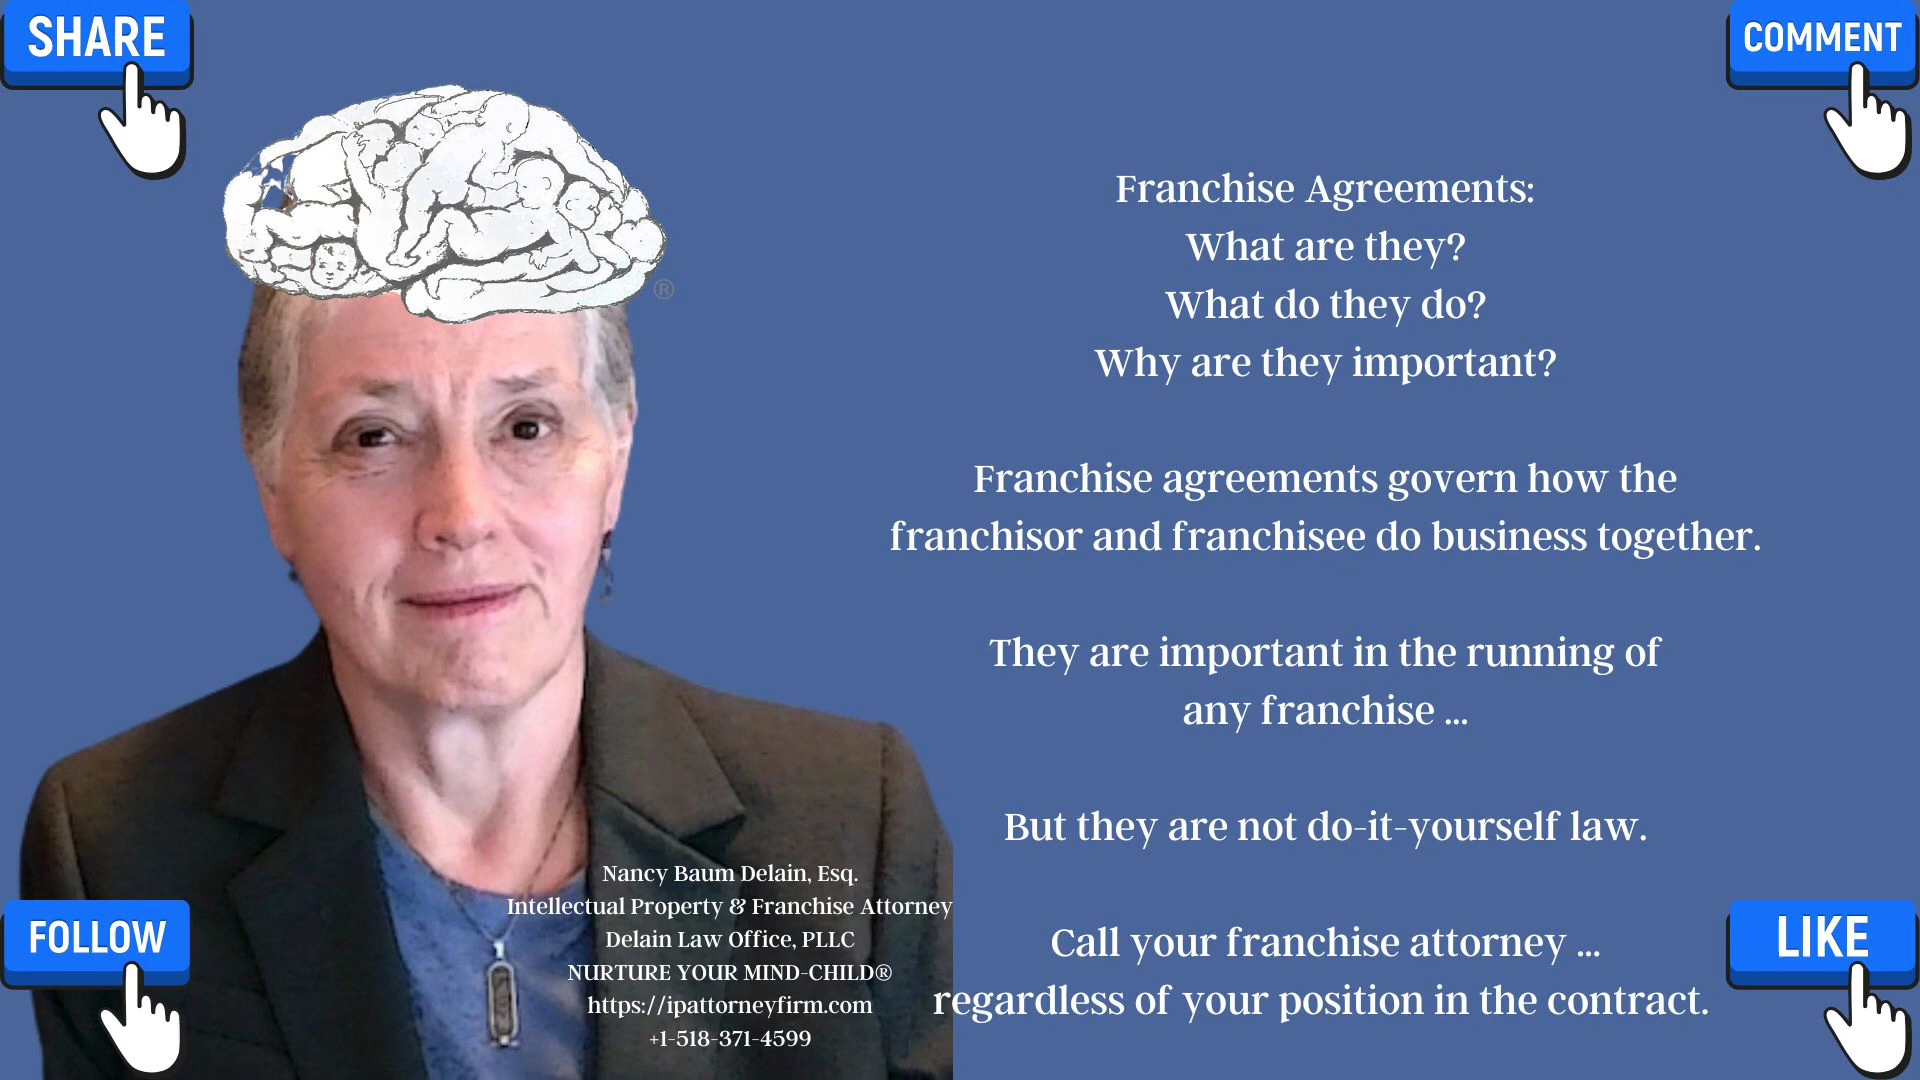 SHARE
COMMENT
®
Franchise Agreements:
What are they?
What do they do?
Why are they important?
Franchise agreements govern how the
franchisor and franchisee do business together.
They are important in the running of
any franchise ...
But they are not do-it-yourself law.
Call your franchise attorney ...
regardless of your position in the contract.
Nancy Baum Delain, Esq.
Intellectual Property & Franchise Attorney
Delain Law Office, PLLC
NURTURE YOUR MIND-CHILD®
https://ipattorneyfirm.com
+1-518-371-4599
FOLLOW
LIKE